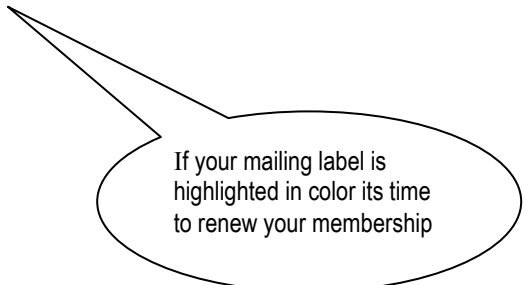 If your mailing label is
highlighted in color its time
to renew your membership